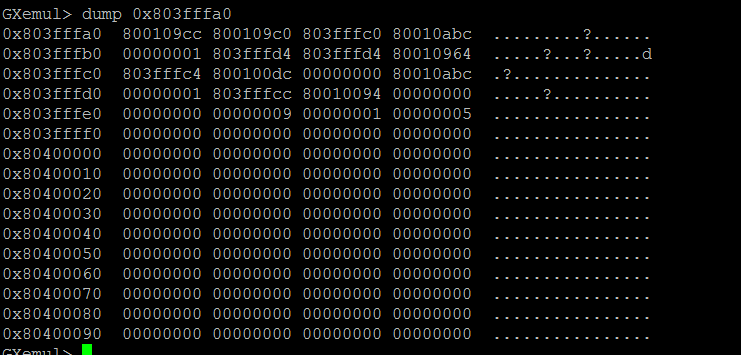 GXemul> dump 0x803fffa0
0x803fffa0  800109cc 800109c0 803fffc0 80010abc  .........?......
0x803fffb0  00000001 803fffd4 803fffd4 80010964  .....?...?.....d
0x803fffc0  803fffc4 800100dc 00000000 80010abc  .?..............
0x803fffd0  00000001 803fffcc 80010094 00000000  .....?..........
0x803fffe0  00000000 00000009 00000001 00000005  ................
0x803ffff0  00000000 00000000 00000000 00000000  ................
0x80400000  00000000 00000000 00000000 00000000  ................
0x80400010  00000000 00000000 00000000 00000000  ................
0x80400020  00000000 00000000 00000000 00000000  ................
0x80400030  00000000 00000000 00000000 00000000  ................
0x80400040  00000000 00000000 00000000 00000000  ................
0x80400050  00000000 00000000 00000000 00000000  ................
0x80400060  00000000 00000000 00000000 00000000  ................
0x80400070  00000000 00000000 00000000 00000000  ................
0x80400080  00000000 00000000 00000000 00000000  ................
0x80400090  00000000 00000000 00000000 00000000  ................
GXemul>